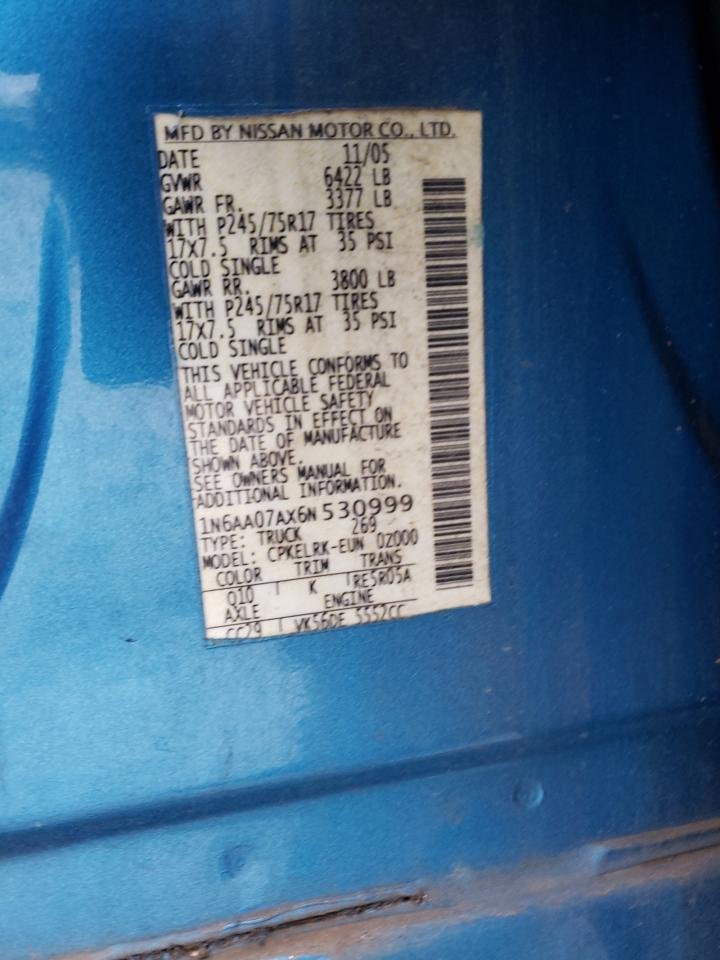 MFD BY NISSAN MOTOR CO., LTD.
DATE 11/05
GVWR 6422 LB
GAWR FR. 3377 LB
WITH P245/75R17 TIRES
17X7.5 RIMS AT 35 PSI
COLD SINGLE
GAWR RR. 3800 LB
WITH P245/75R17 TIRES
17X7.5 RIMS AT 35 PSI
COLD SINGLE
THIS VEHICLE CONFORMS TO
ALL APPLICABLE FEDERAL
MOTOR VEHICLE SAFETY
STANDARDS IN EFFECT ON
THE DATE OF MANUFACTURE
SHOWN ABOVE.
SEE OWNERS MANUAL FOR
ADDITIONAL INFORMATION.
1N6AA07AX6N530999
TYPE: TRUCK 269
MODEL: CPKELRK-EUN 02000
COLOR TRIM TRANS
Q10 K RE5R05A
AXLE ENGINE
CC29 VK56DE 5552CC